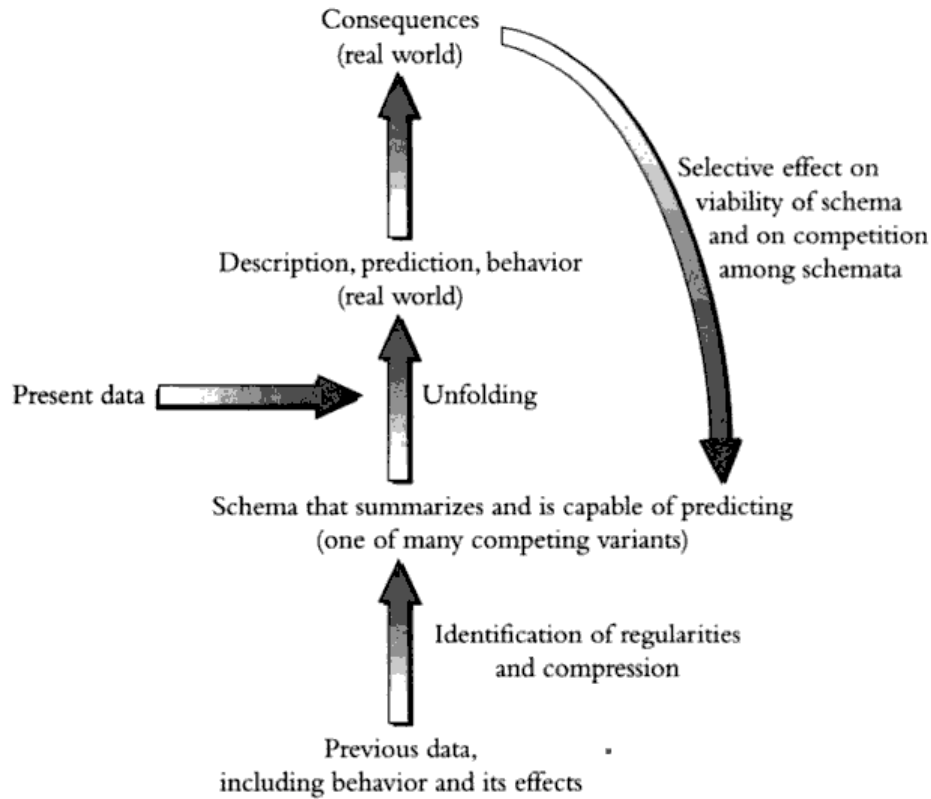 Consequences
(real world)
Selective effect on
viability of schema
and on competition
among schemata
Description, prediction, behavior
(real world)
Present data
Unfolding
Schema that summarizes and is capable of predicting
(one of many competing variants)
Identification of regularities
and compression
Previous data,
including behavior and its effects